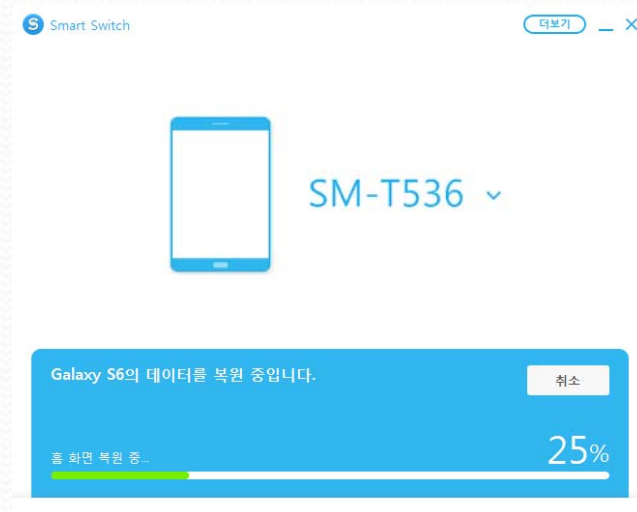 Smart Switch
더보기
SM-T536
Galaxy S6의 데이터를 복원 중입니다.
취소
홈 화면 복원 중...
25%